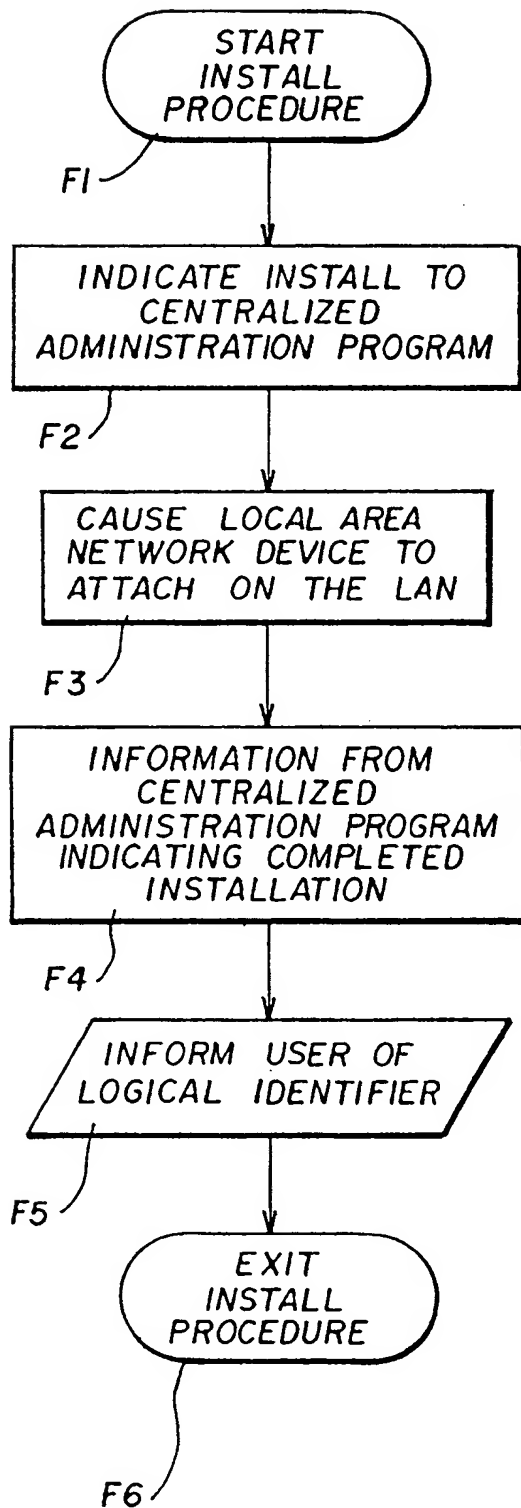 START
INSTALL
PROCEDURE
F1
INDICATE INSTALL TO
CENTRALIZED
ADMINISTRATION PROGRAM
F2
CAUSE LOCAL AREA
NETWORK DEVICE TO
ATTACH ON THE LAN
F3
INFORMATION FROM
CENTRALIZED
ADMINISTRATION PROGRAM
INDICATING COMPLETED
INSTALLATION
F4
INFORM USER OF
LOGICAL IDENTIFIER
F5
EXIT
INSTALL
PROCEDURE
F6